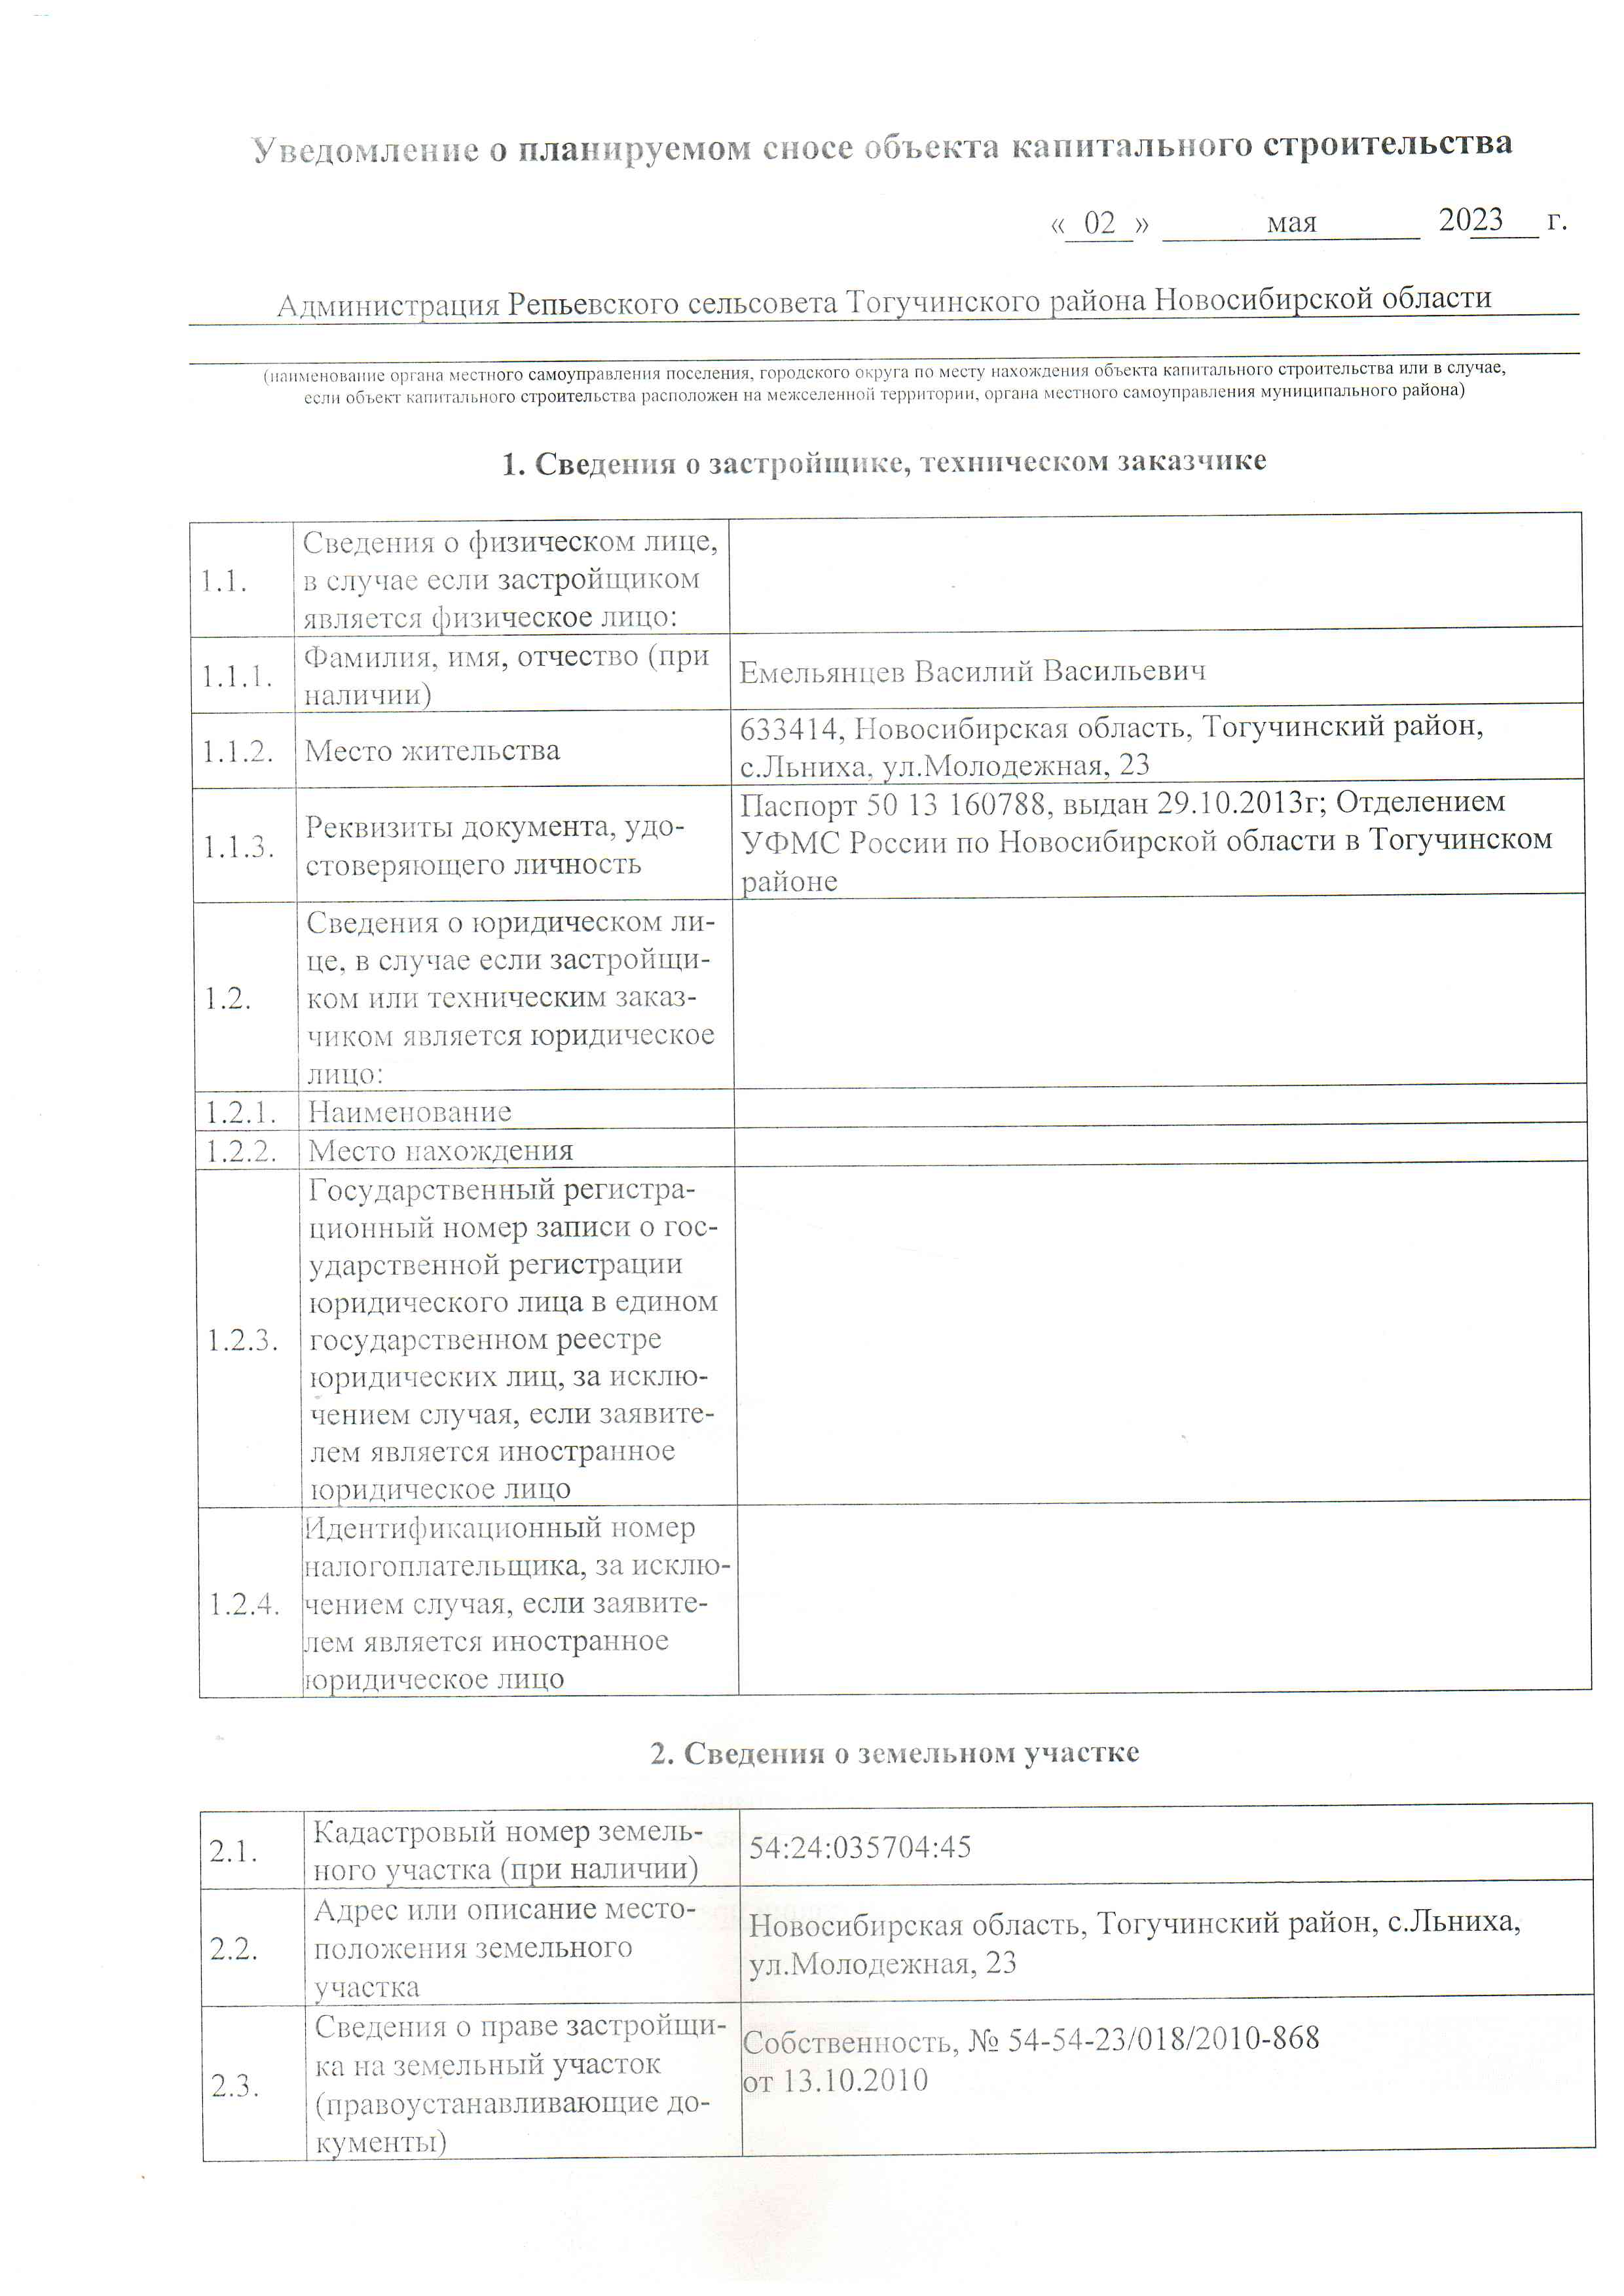 Уведомление о планируемом сносе объекта капитального строительства
« 02 » мая 2023 г.
Администрация Репьевского сельсовета Тогучинского района Новосибирской области
(наименование органа местного самоуправления поселения, городского округа по месту нахождения объекта капитального строительства или в случае,
если объект капитального строительства расположен на межселенной территории, органа местного самоуправления муниципального района)
1. Сведения о застройщике, техническом заказчике
1.1.
Сведения о физическом лице,
в случае если застройщиком
является физическое лицо:
1.1.1.
Фамилия, имя, отчество (при
наличии)
Емельянцев Василий Васильевич
1.1.2.
Место жительства
633414, Новосибирская область, Тогучинский район,
с.Льниха, ул.Молодежная, 23
1.1.3.
Реквизиты документа, удо-
стоверяющего личность
Паспорт 50 13 160788, выдан 29.10.2013г; Отделением
УФМС России по Новосибирской области в Тогучинском
районе
1.2.
Сведения о юридическом ли-
це, в случае если застройщи-
ком или техническим заказ-
чиком является юридическое
лицо:
1.2.1.
Наименование
1.2.2.
Место нахождения
1.2.3.
Государственный регистра-
ционный номер записи о гос-
ударственной регистрации
юридического лица в едином
государственном реестре
юридических лиц, за исклю-
чением случая, если заявите-
лем является иностранное
юридическое лицо
1.2.4.
Идентификационный номер
налогоплательщика, за исклю-
чением случая, если заявите-
лем является иностранное
юридическое лицо
2. Сведения о земельном участке
2.1.
Кадастровый номер земель-
ного участка (при наличии)
54:24:035704:45
2.2.
Адрес или описание место-
положения земельного
участка
Новосибирская область, Тогучинский район, с.Льниха,
ул.Молодежная, 23
2.3.
Сведения о праве застройщи-
ка на земельный участок
(правоустанавливающие до-
кументы)
Собственность, № 54-54-23/018/2010-868
от 13.10.2010